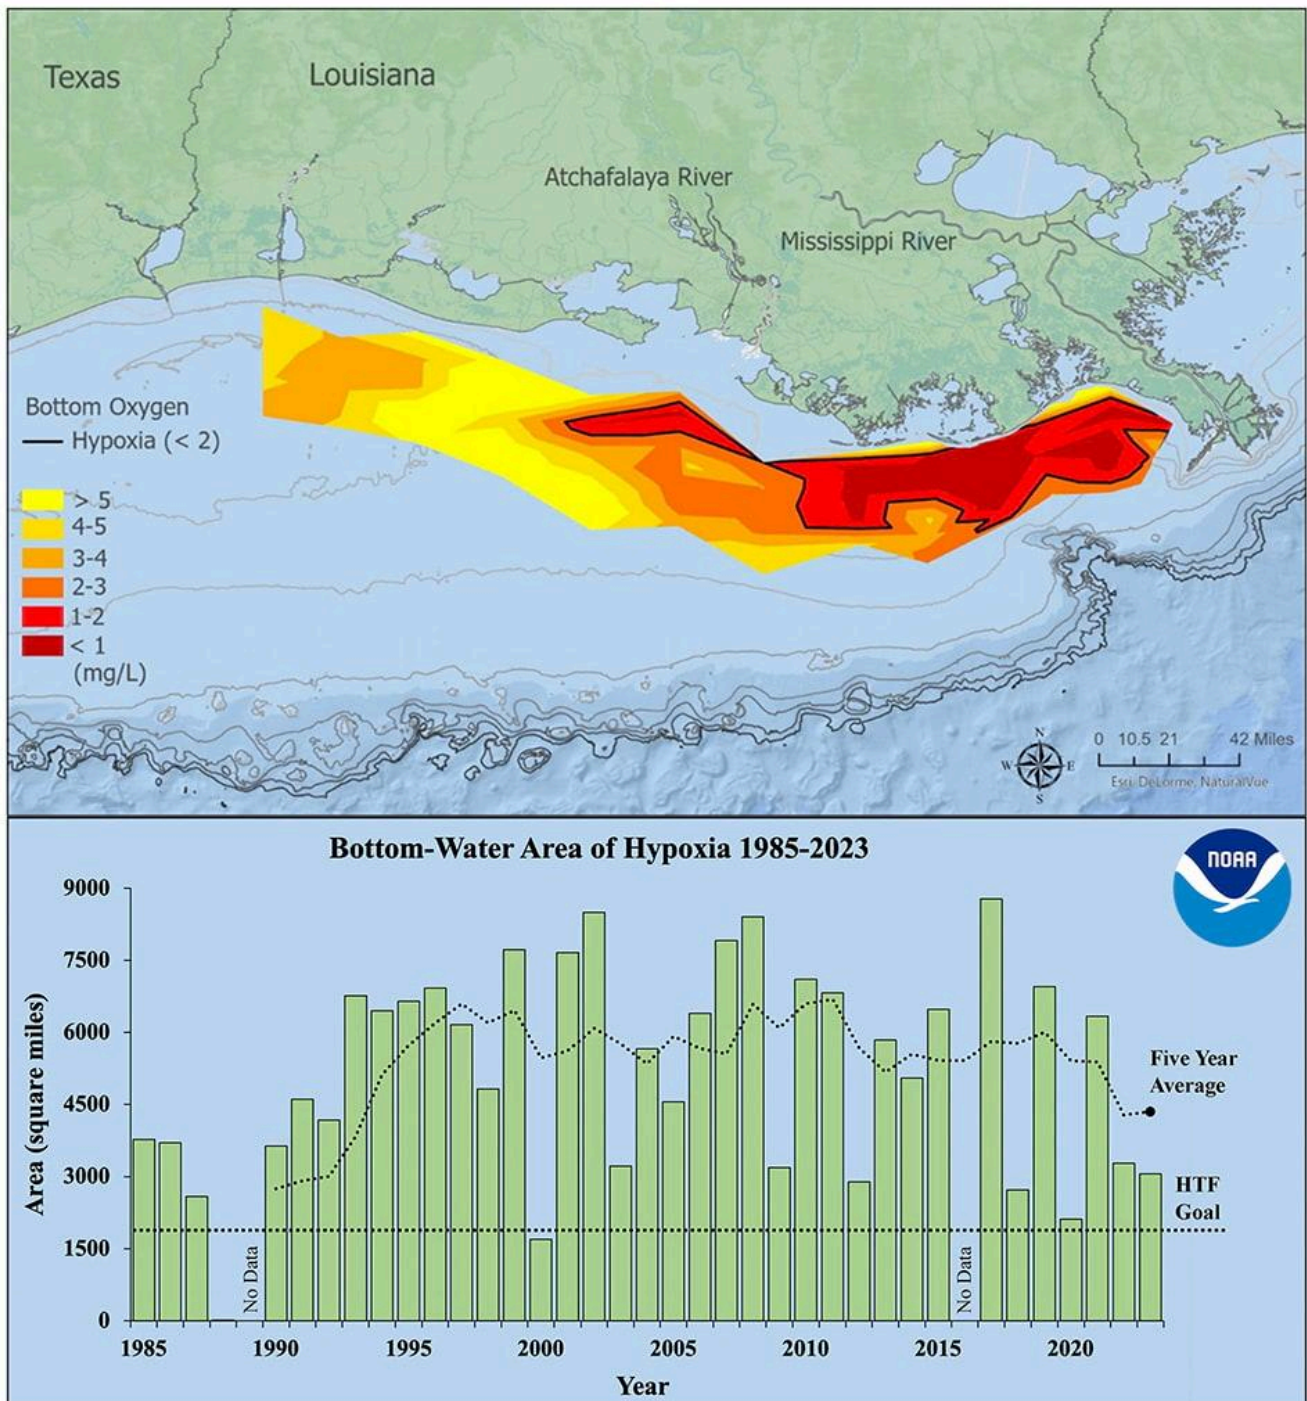 Texas
Louisiana
Atchafalaya River
Mississippi River
Bottom Oxygen
Hypoxia (< 2)
> 5
4-5
3-4
2-3
1-2
< 1
(mg/L)
N
W
E
S
0 10.5 21 42 Miles
Esri, DeLorme, NaturalVue
Bottom-Water Area of Hypoxia 1985-2023
NOAA
9000
7500
6000
4500
3000
1500
0
Area (square miles)
Five Year
Average
HTF
Goal
No Data
No Data
1985 1990 1995 2000 2005 2010 2015 2020
Year